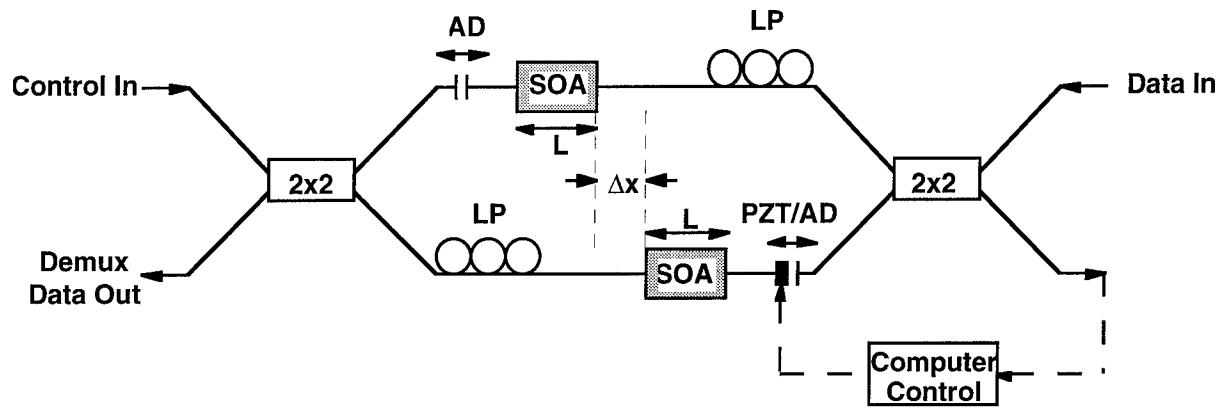 AD
LP
Control In
SOA
Data In
L
2x2
Δx
2x2
LP
L
PZT/AD
Demux
Data Out
SOA
Computer
Control